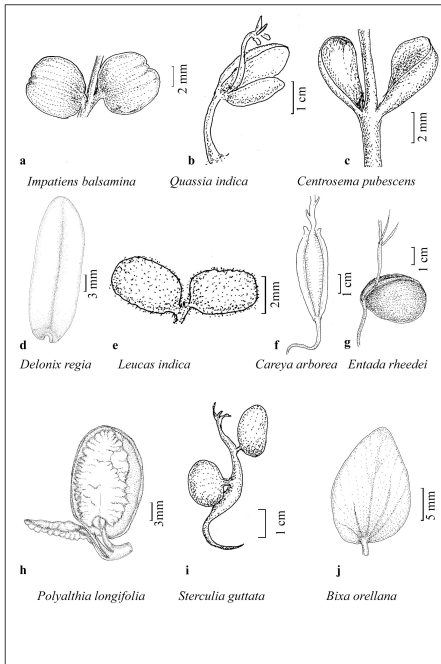 2 mm
1 cm
2 mm
a b c
Impatiens balsamina Quassia indica Centrosema pubescens
3 mm
2mm
1 cm
1 cm
d e f g
Delonix regia Leucas indica Careya arborea Entada rheedei
3mm
1 cm
5 mm
h i j
Polyalthia longifolia Sterculia guttata Bixa orellana